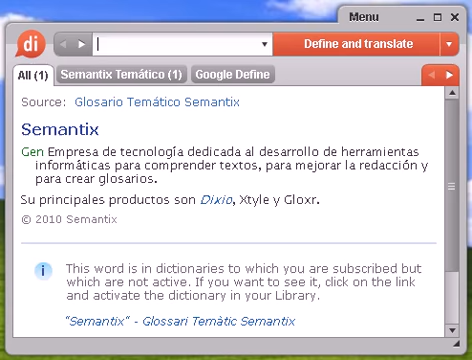 Menu
di
Define and translate
All (1)
Semantix Temático (1)
Google Define
Source: Glosario Temático Semantix
Semantix
Gen Empresa de tecnología dedicada al desarrollo de herramientas
informáticas para comprender textos, para mejorar la redacción y
para crear glosarios.
Su principales productos son Dixio, Xtyle y Gloxr.
© 2010 Semantix
i
This word is in dictionaries to which you are subscribed but
which are not active. If you want to see it, click on the link
and activate the dictionary in your Library.
"Semantix" - Glossari Temàtic Semantix